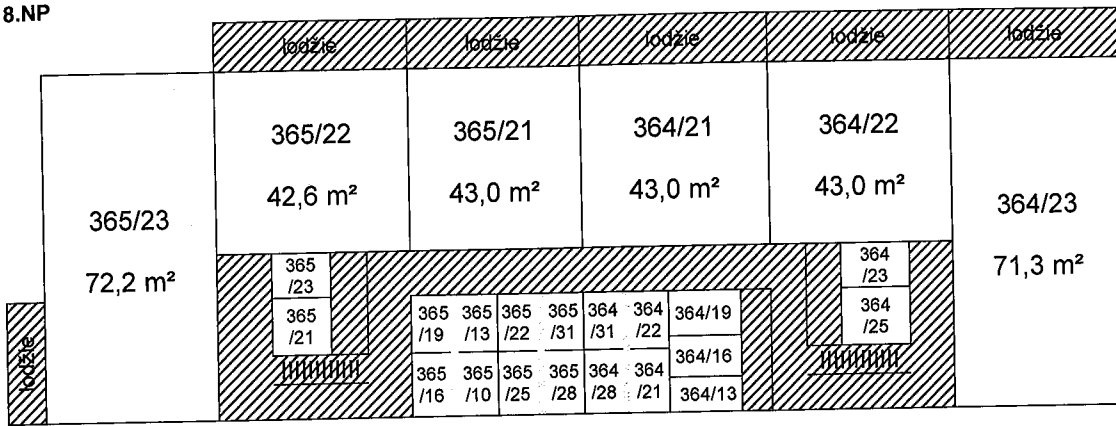 8.NP
lodžie lodžie lodžie lodžie lodžie
365/22 365/21 364/21 364/22
42,6 m² 43,0 m² 43,0 m² 43,0 m²
365/23 364/23
72,2 m² 71,3 m²
lodžie
365
/23
365
/21
364
/23
364
/25
365 365 365 365 364 364 364/19
/19 /13 /22 /31 /31 /22
364/16
365 365 365 365 364 364
/16 /10 /25 /28 /28 /21 364/13